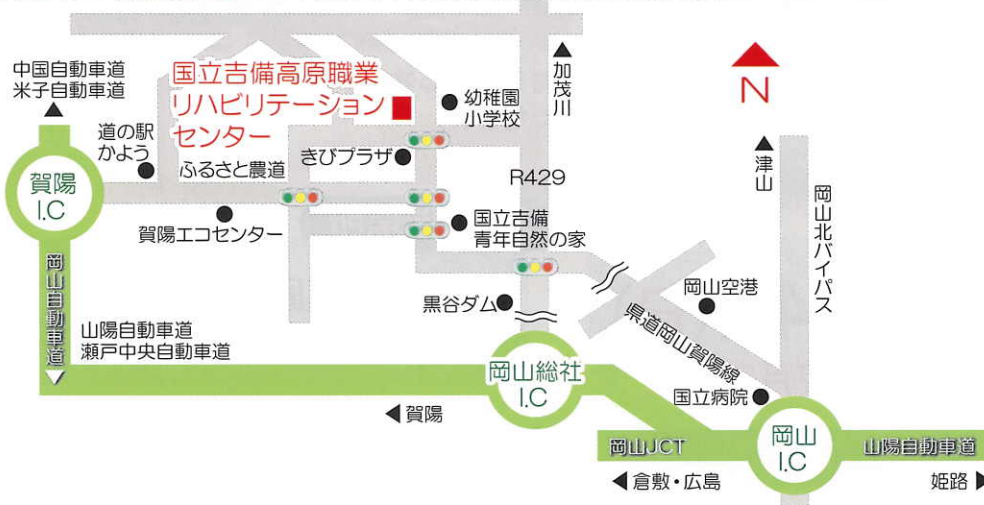 中国自動車道
米子自動車道
国立吉備高原職業
リハビリテーション
センター
幼稚園
小学校
加茂川
N
道の駅
かよう
ふるさと農道
きびプラザ
R429
津山
岡山北バイパス
賀陽
I.C
賀陽エコセンター
国立吉備
青年自然の家
岡山自動車道
黒谷ダム
岡山空港
県道岡山賀陽線
山陽自動車道
瀬戸中央自動車道
岡山総社
I.C
国立病院
賀陽
岡山JCT
岡山
I.C
山陽自動車道
倉敷・広島
姫路